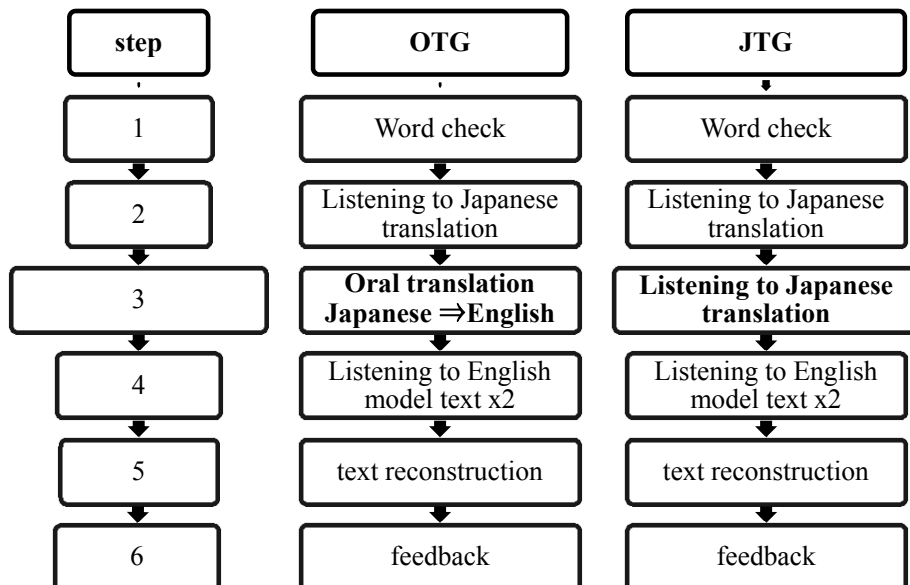 step OTG JTG
1 Word check Word check
2 Listening to Japanese
translation Listening to Japanese
translation
3 Oral translation
Japanese ⇒English Listening to Japanese
translation
4 Listening to English
model text x2 Listening to English
model text x2
5 text reconstruction text reconstruction
6 feedback feedback